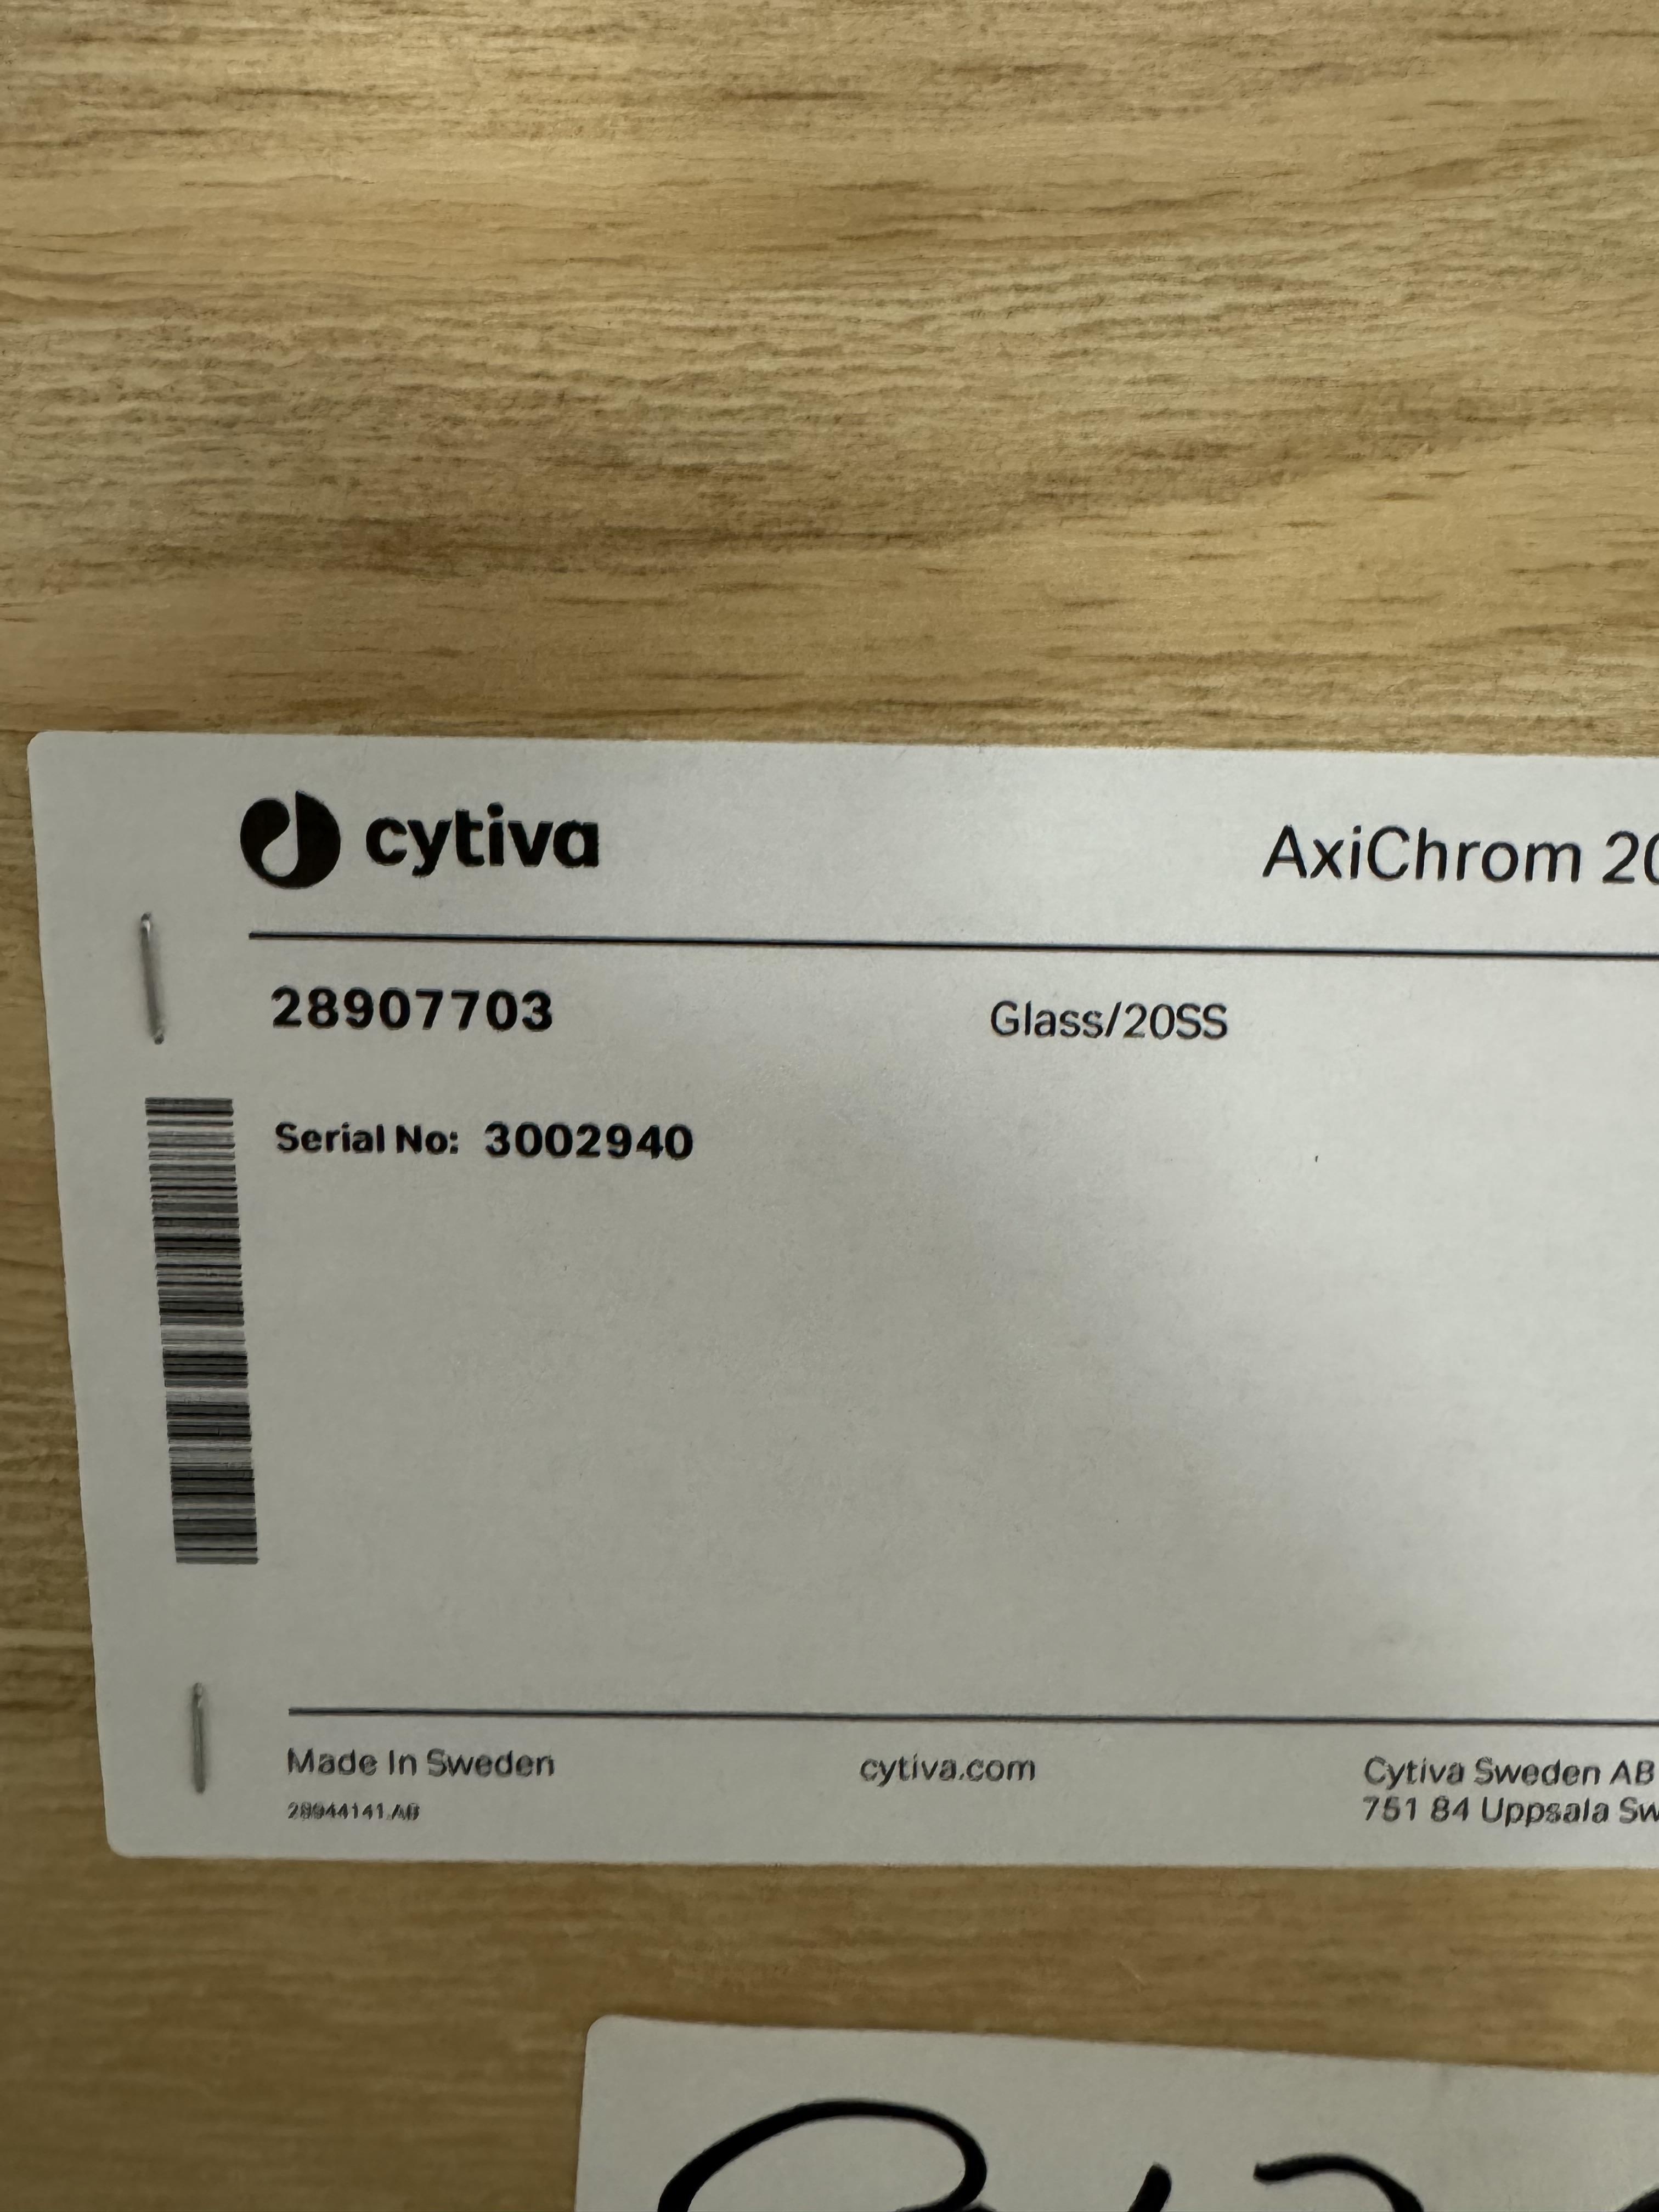 cytiva
AxiChrom 20
28907703 Glass/20SS
Serial No: 3002940
Made In Sweden cytiva.com Cytiva Sweden AB
28944141 AB 751 84 Uppsala Sw